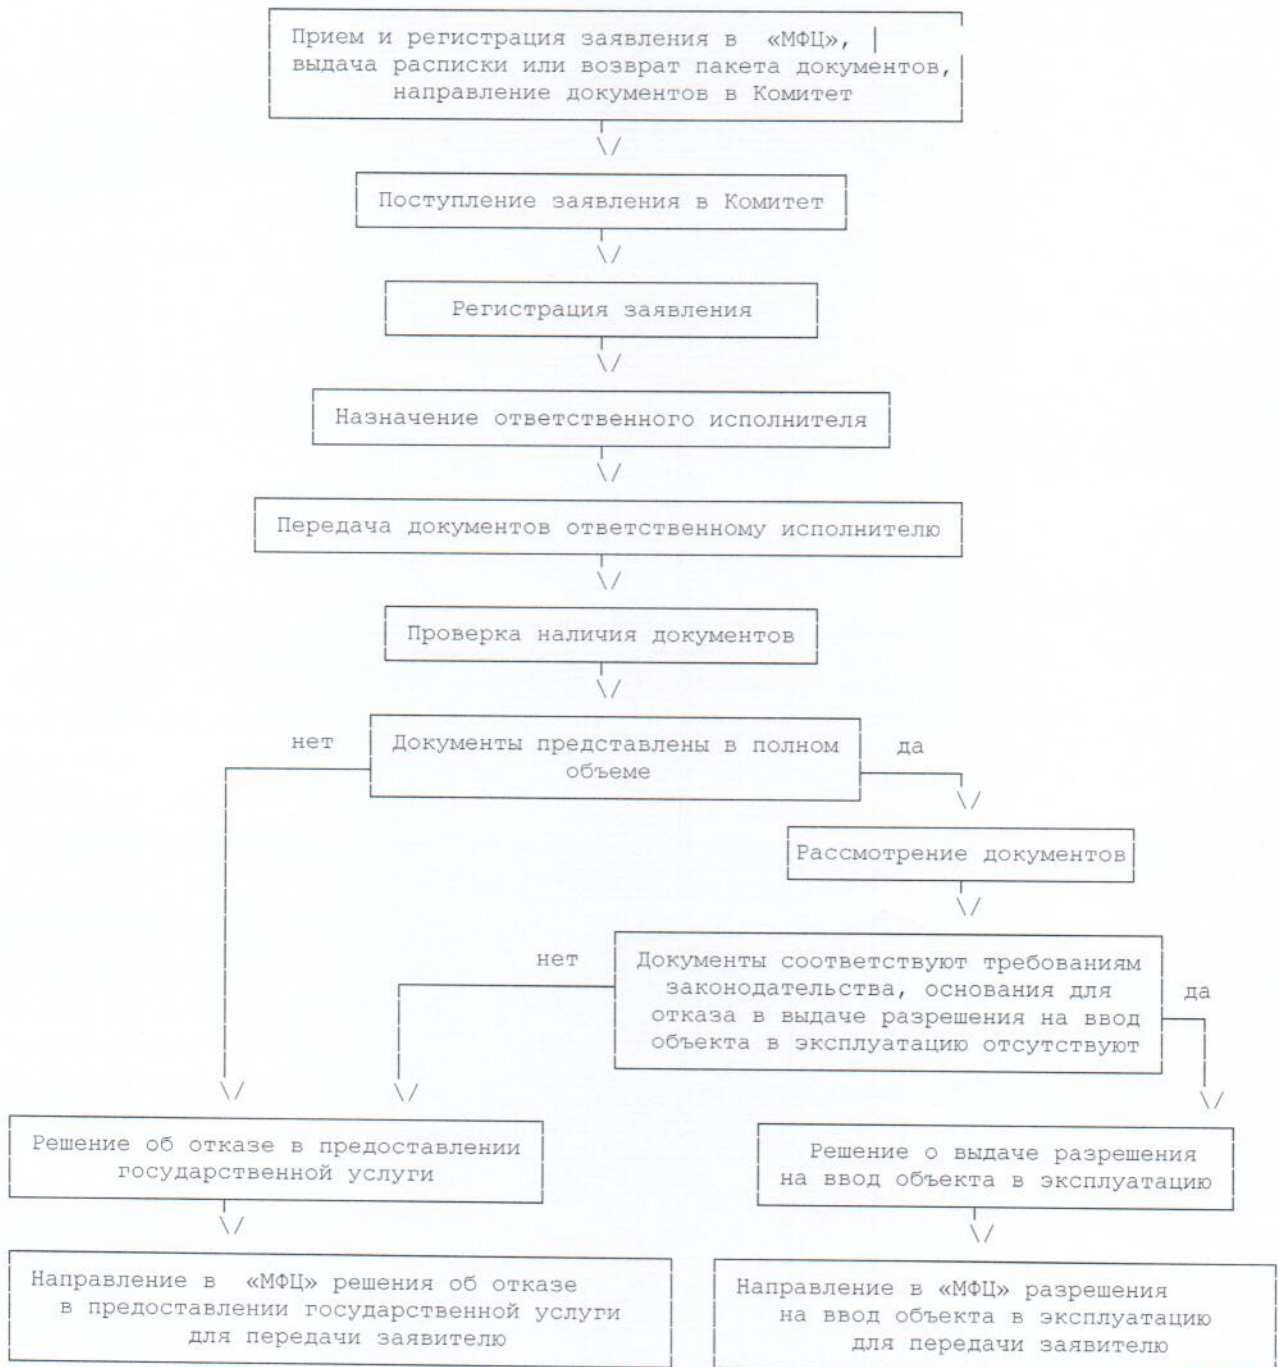 Прием и регистрация заявления в «МФЦ»,
выдача расписки или возврат пакета документов,
направление документов в Комитет
\/
Поступление заявления в Комитет
\/
Регистрация заявления
\/
Назначение ответственного исполнителя
\/
Передача документов ответственному исполнителю
\/
Проверка наличия документов
\/
нет
Документы представлены в полном
объеме
да
\/
Рассмотрение документов
\/
нет
Документы соответствуют требованиям
законодательства, основания для
отказа в выдаче разрешения на ввод
объекта в эксплуатацию отсутствуют
да
\/ \/ \/
Решение об отказе в предоставлении
государственной услуги
Решение о выдаче разрешения
на ввод объекта в эксплуатацию
\/ \/
Направление в «МФЦ» решения об отказе
в предоставлении государственной услуги
для передачи заявителю
Направление в «МФЦ» разрешения
на ввод объекта в эксплуатацию
для передачи заявителю